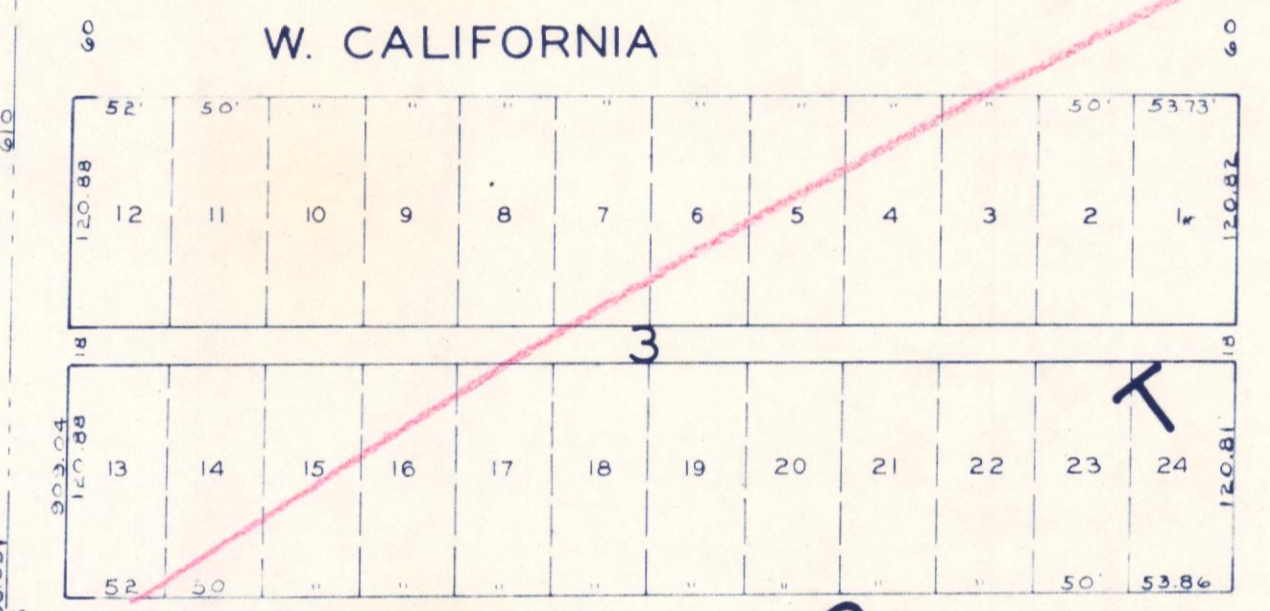 60 W. CALIFORNIA 60
610
52' 50' " " " " " " " " 50' 53.73'
120.88 12 11 10 9 8 7 6 5 4 3 2 1 120.82
18 3 18
T
903.04 120.88 13 14 15 16 17 18 19 20 21 22 23 24 120.81
52 50 " " " " " " " " 50' 53.86